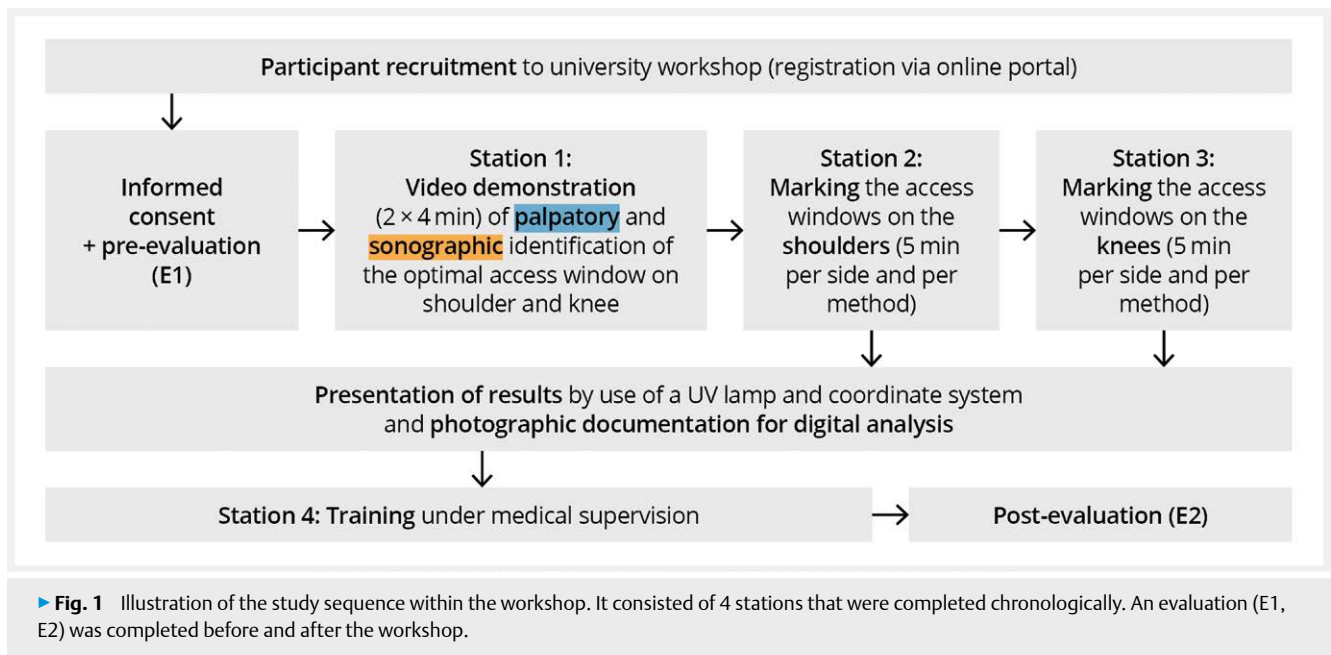 Participant recruitment to university workshop (registration via online portal)
Informed
consent
+ pre-evaluation
(E1)
Station 1:
Video demonstration
(2 × 4 min) of palpatory and
sonographic identification of
the optimal access window on
shoulder and knee
Station 2:
Marking the access
windows on the
shoulders (5 min
per side and per
method)
Station 3:
Marking the access
windows on the
knees (5 min
per side and per
method)
Presentation of results by use of a UV lamp and coordinate system
and photographic documentation for digital analysis
Station 4: Training under medical supervision
Post-evaluation (E2)
▶ Fig. 1 Illustration of the study sequence within the workshop. It consisted of 4 stations that were completed chronologically. An evaluation (E1,
E2) was completed before and after the workshop.